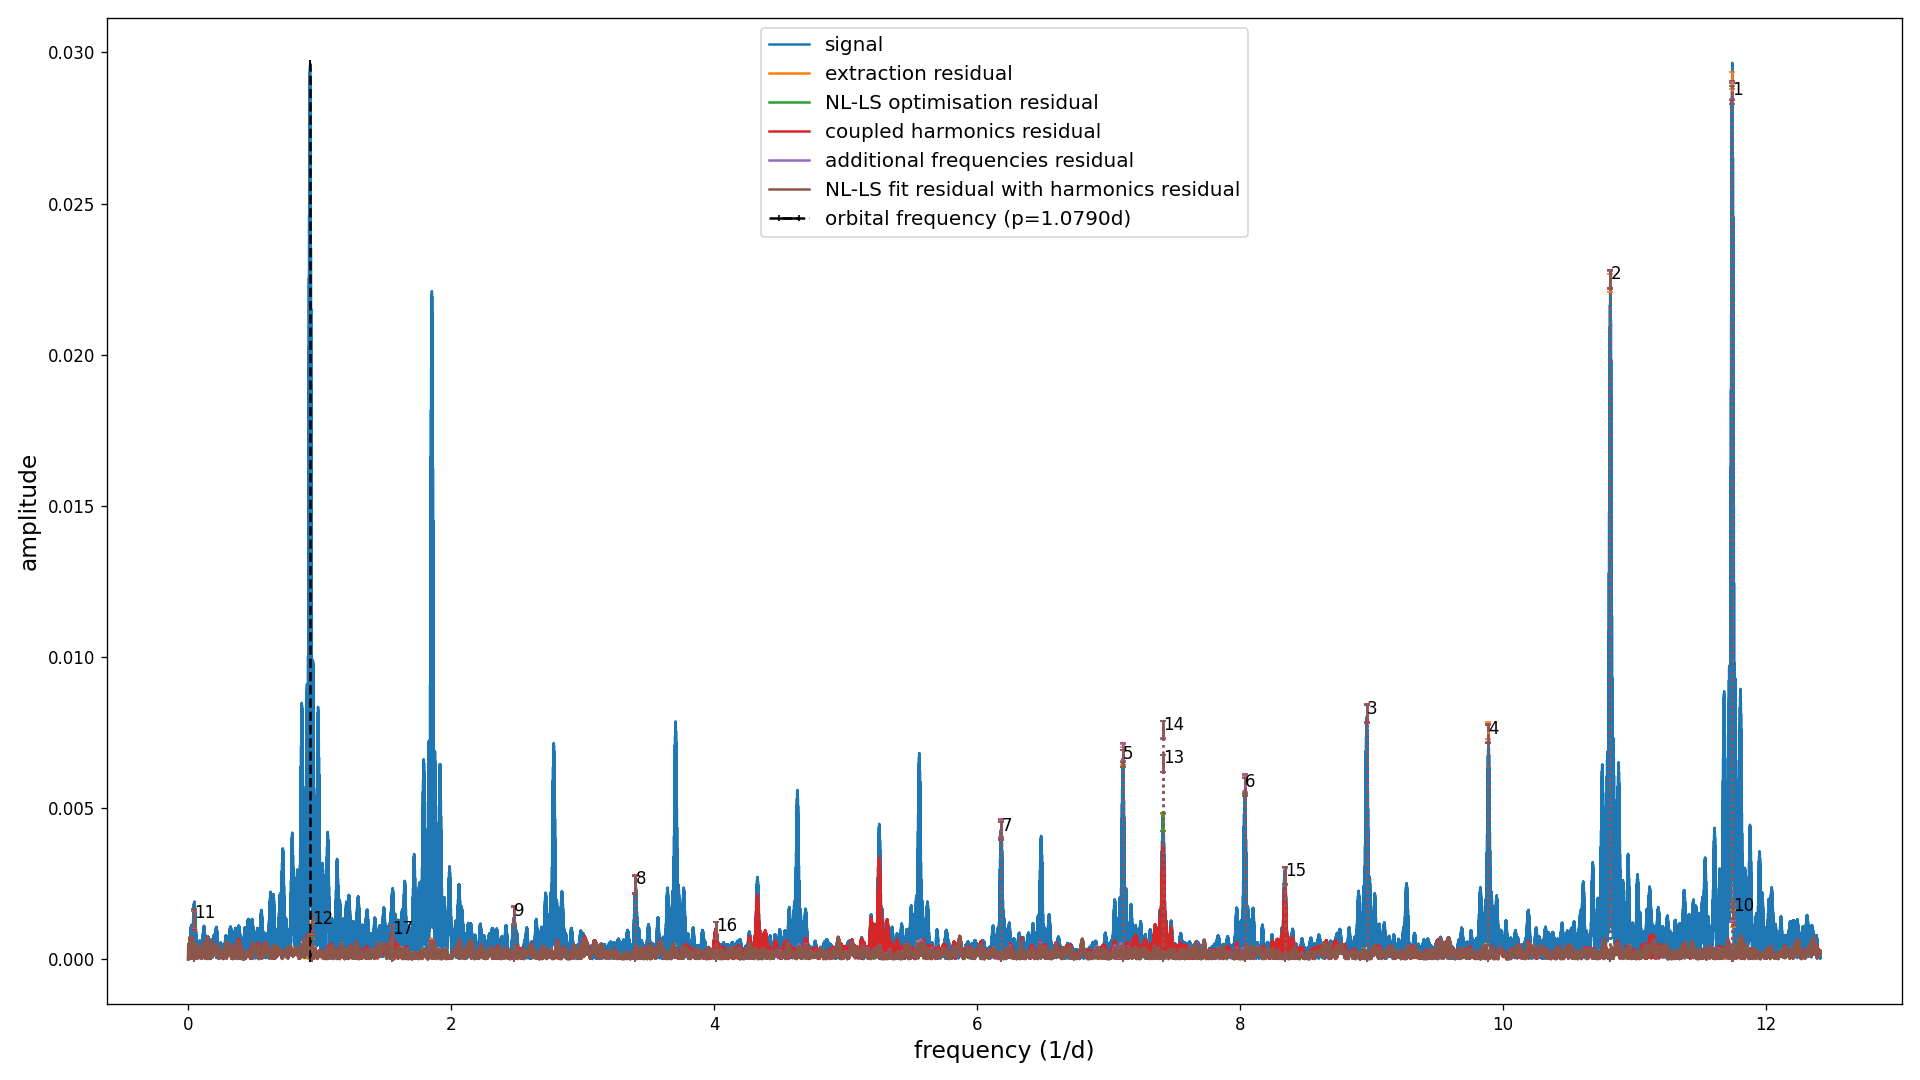 0.030
0.025
0.020
0.015
0.010
0.005
0.000
amplitude
signal
extraction residual
NL-LS optimisation residual
coupled harmonics residual
additional frequencies residual
NL-LS fit residual with harmonics residual
orbital frequency (p=1.0790d)
1
2
3
4
5
6
7
8
9
10
11
12
13
14
15
16
17
0 2 4 6 8 10 12
frequency (1/d)